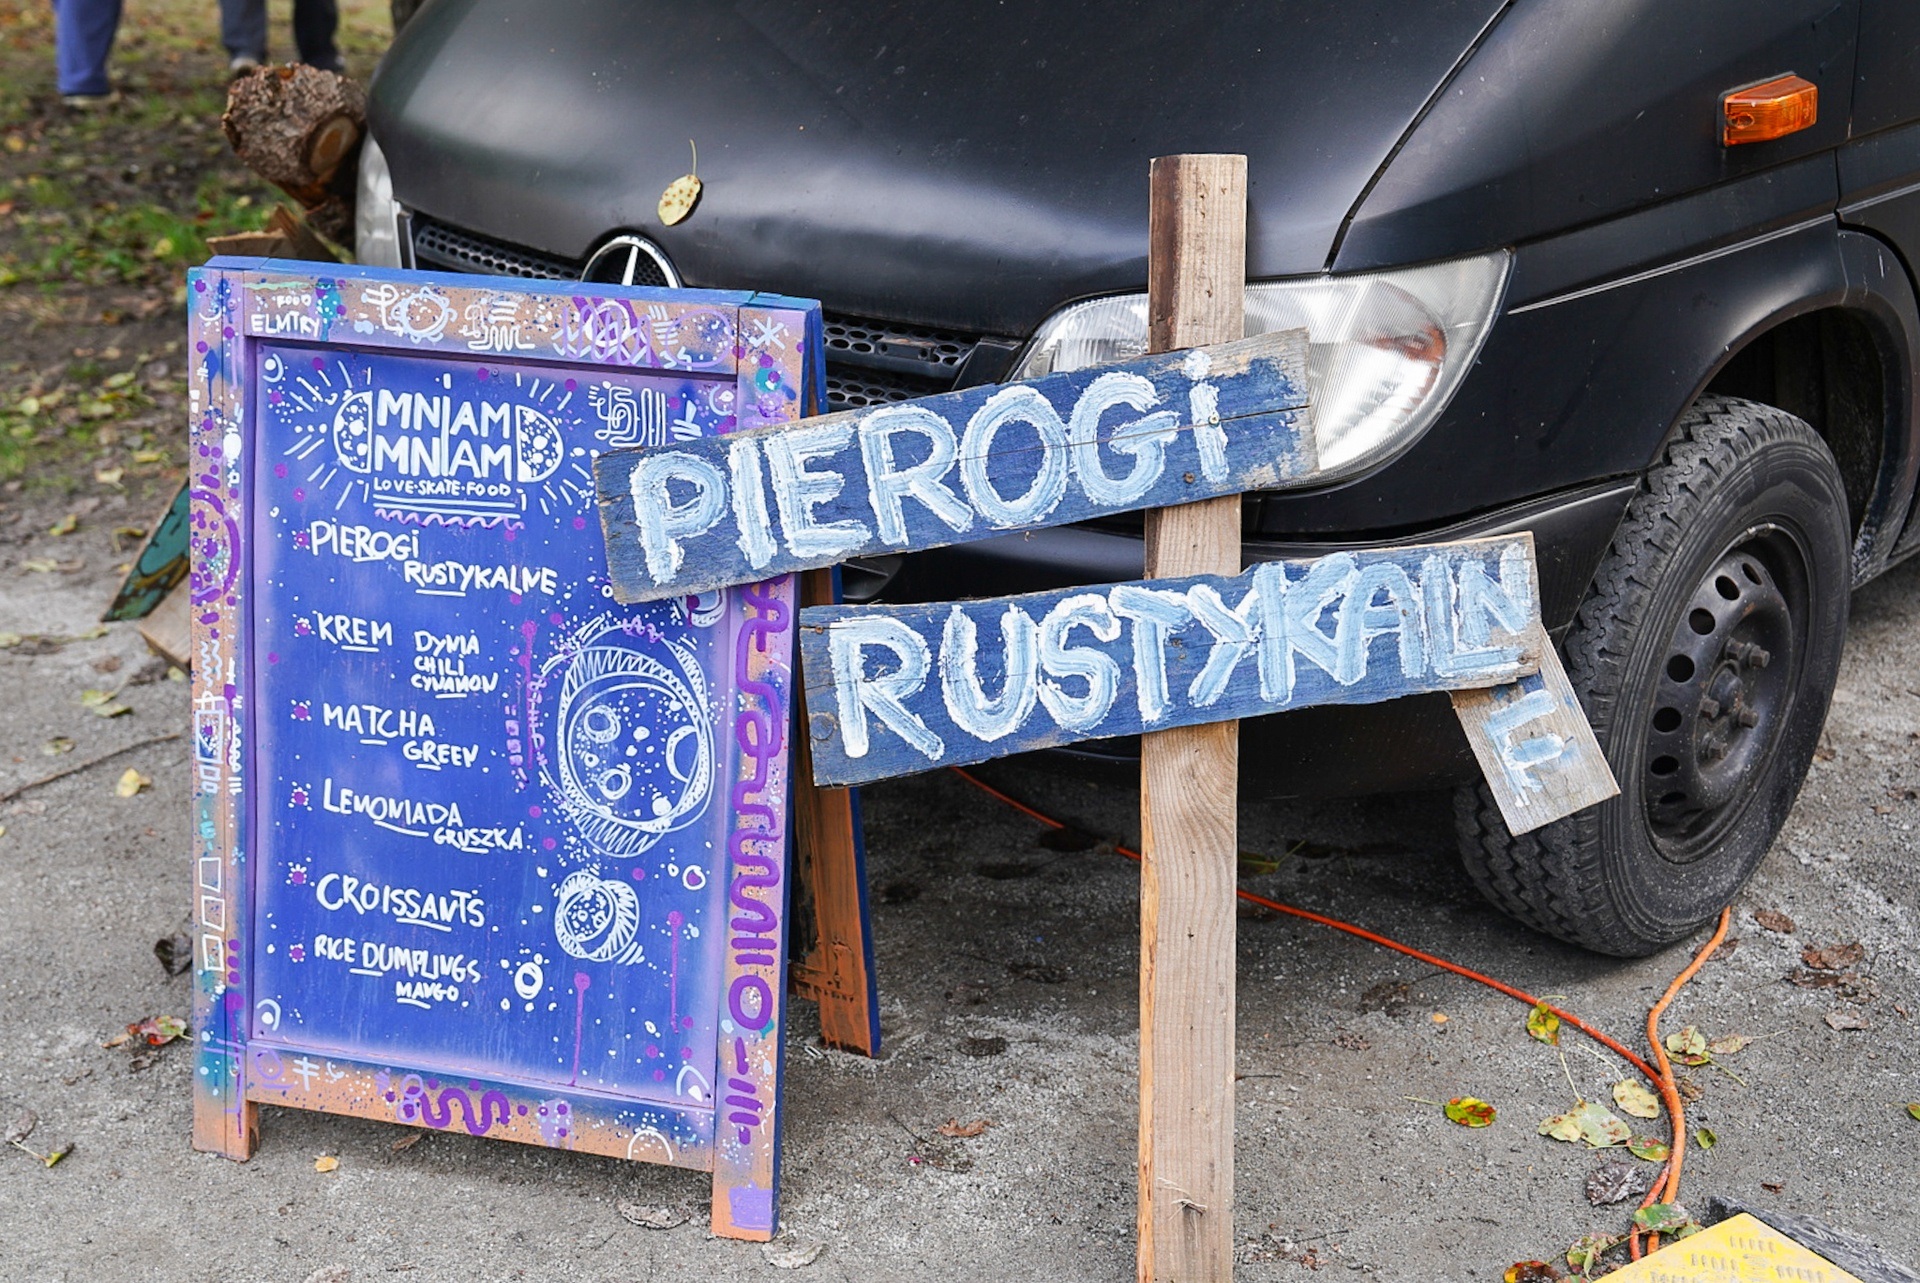 FOOD
ELMTRY
MNIAM
MNIAM
LOVE·SKATE·FOOD
PIEROGI
RUSTYKALNE
KREM DYNIA
CHILI
CYNAMON
MATCHA
GREEN
LEMONIADA
GRUSZKA
CROISSANTS
RICE DUMPLINGS
MANGO
PIEROGi
RUSTYKALN
E